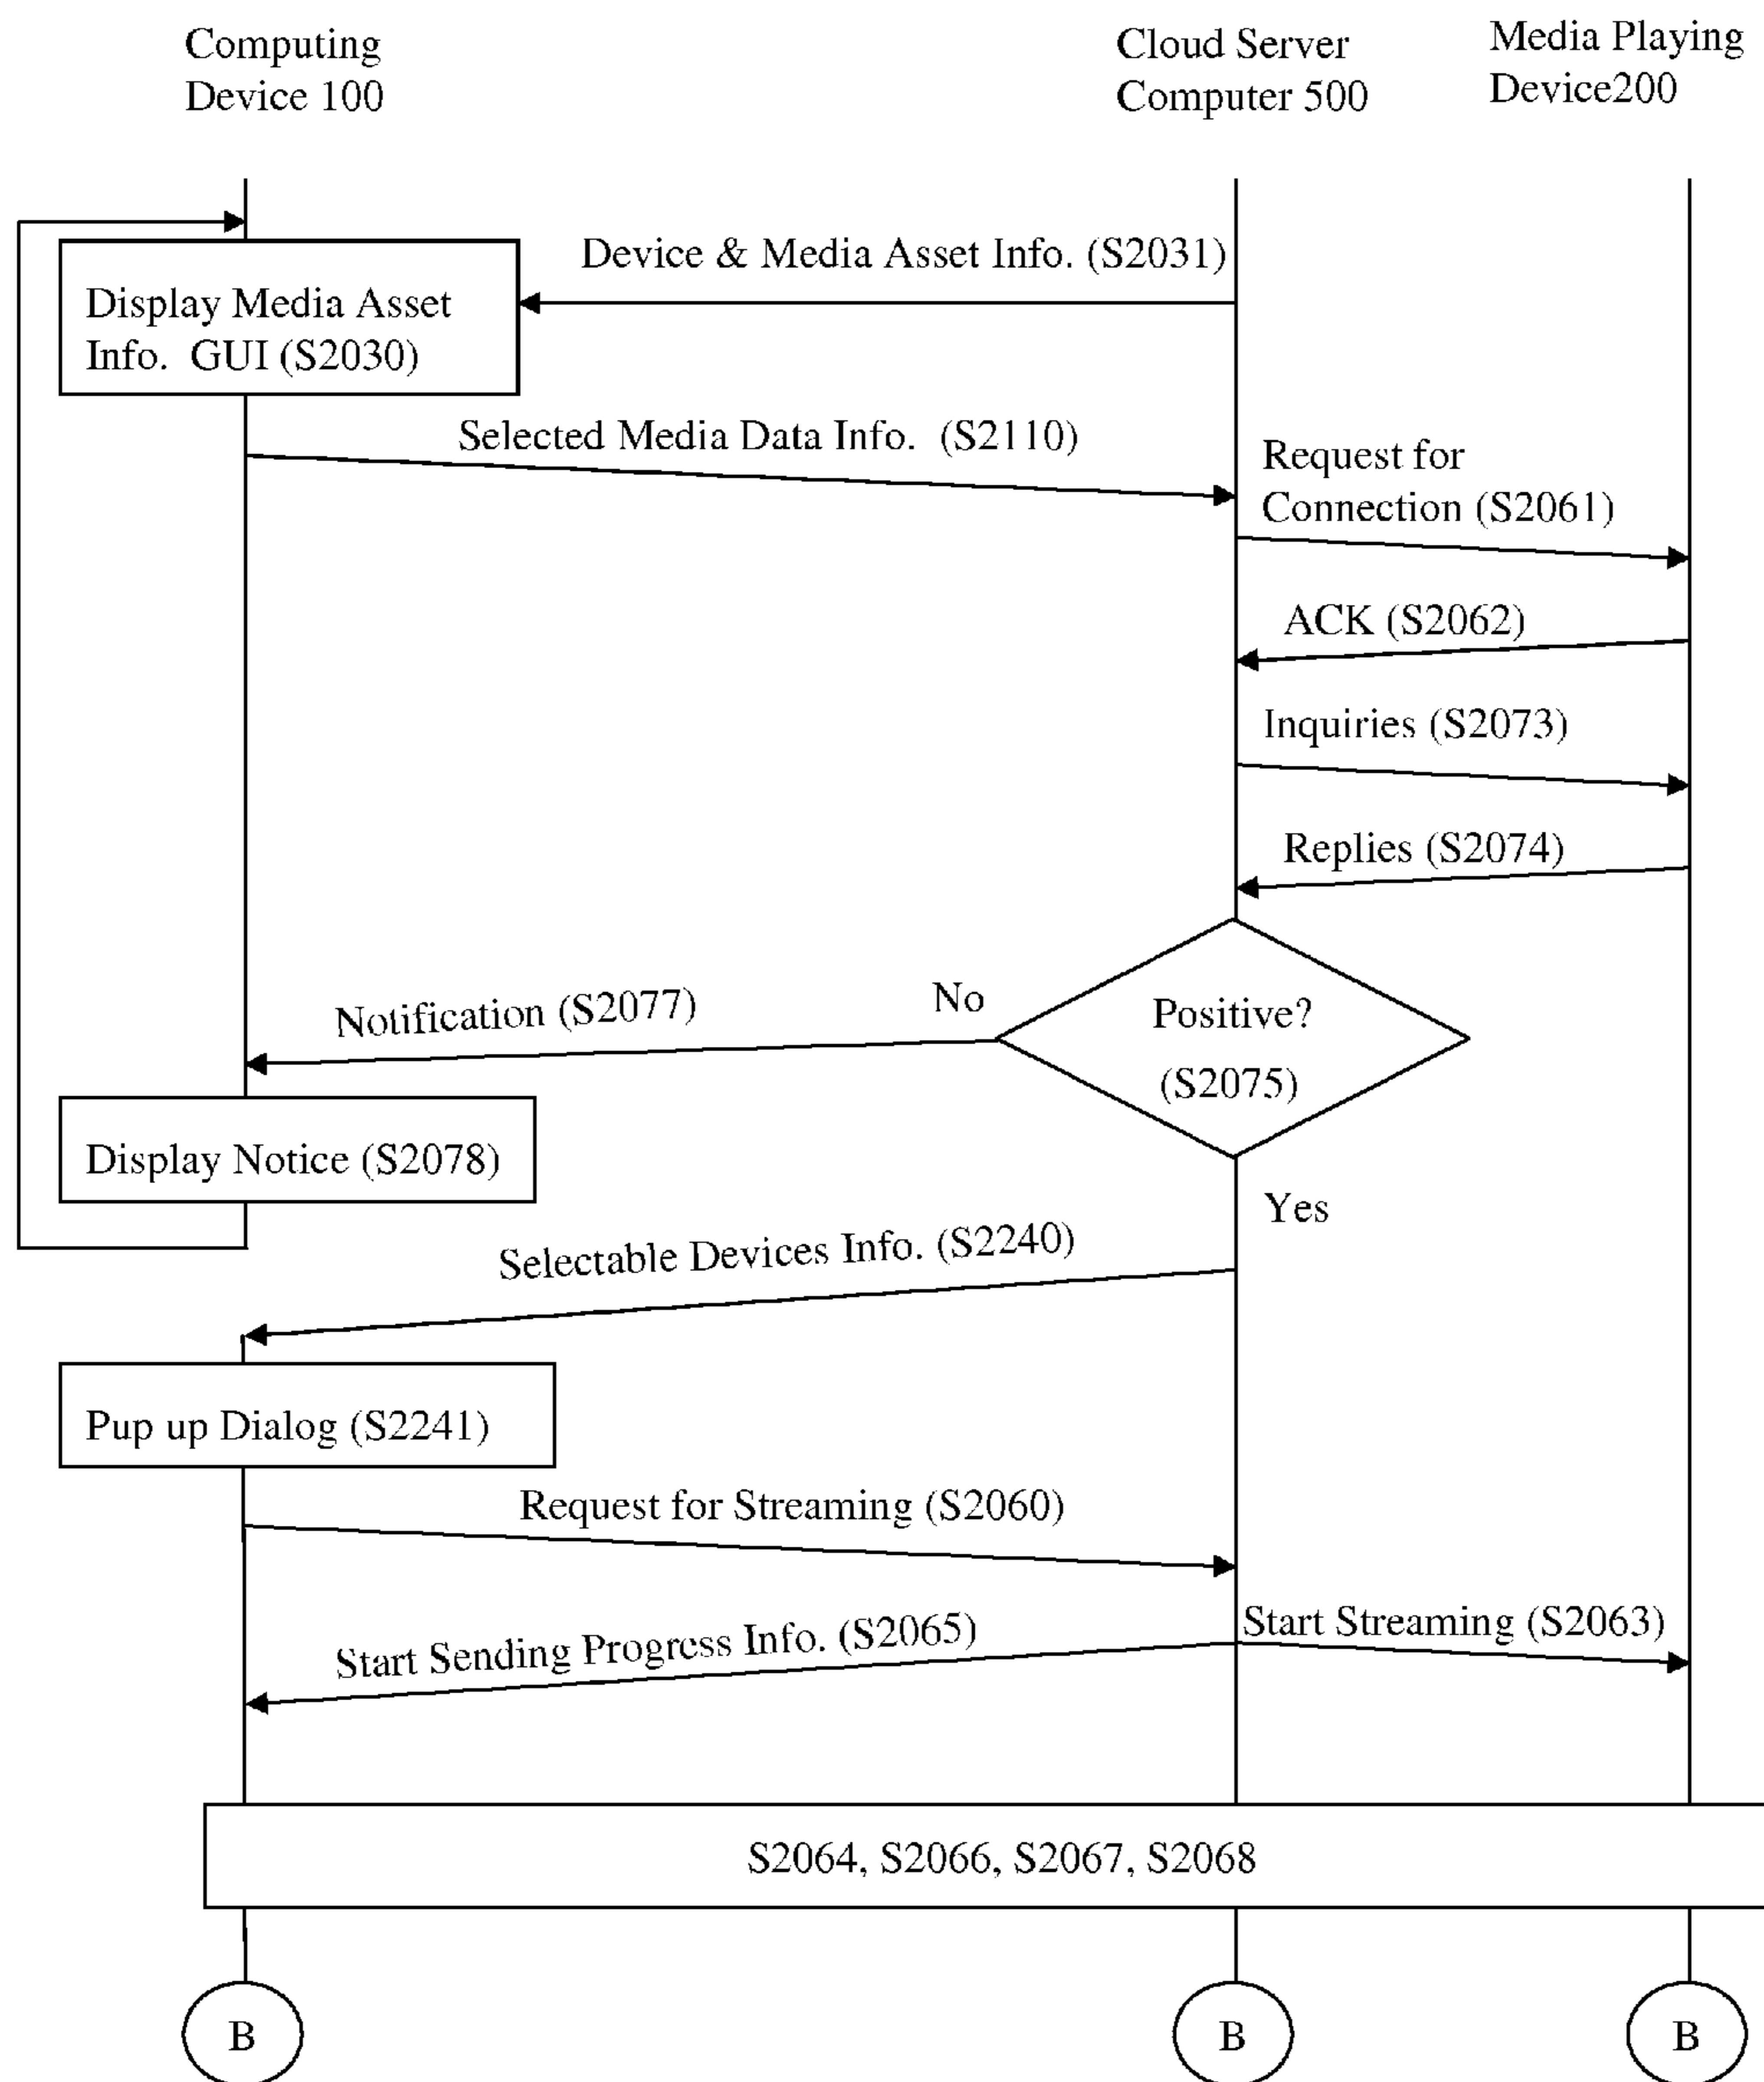 Computing
Device 100
Cloud Server
Computer 500
Media Playing
Device200
Device & Media Asset Info. (S2031)
Display Media Asset
Info. GUI (S2030)
Selected Media Data Info. (S2110)
Request for
Connection (S2061)
ACK (S2062)
Inquiries (S2073)
Replies (S2074)
Notification (S2077)
No
Positive?
(S2075)
Display Notice (S2078)
Yes
Selectable Devices Info. (S2240)
Pup up Dialog (S2241)
Request for Streaming (S2060)
Start Sending Progress Info. (S2065)
Start Streaming (S2063)
S2064, S2066, S2067, S2068
B
B
B